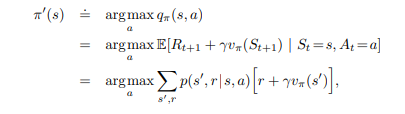 π′(s) ≐ argmax_a q_π(s, a)
= argmax_a 𝔼[R_{t+1} + γv_π(S_{t+1}) | S_t = s, A_t = a]
= argmax_a ∑_{s′,r} p(s′, r | s, a) [r + γv_π(s′)],